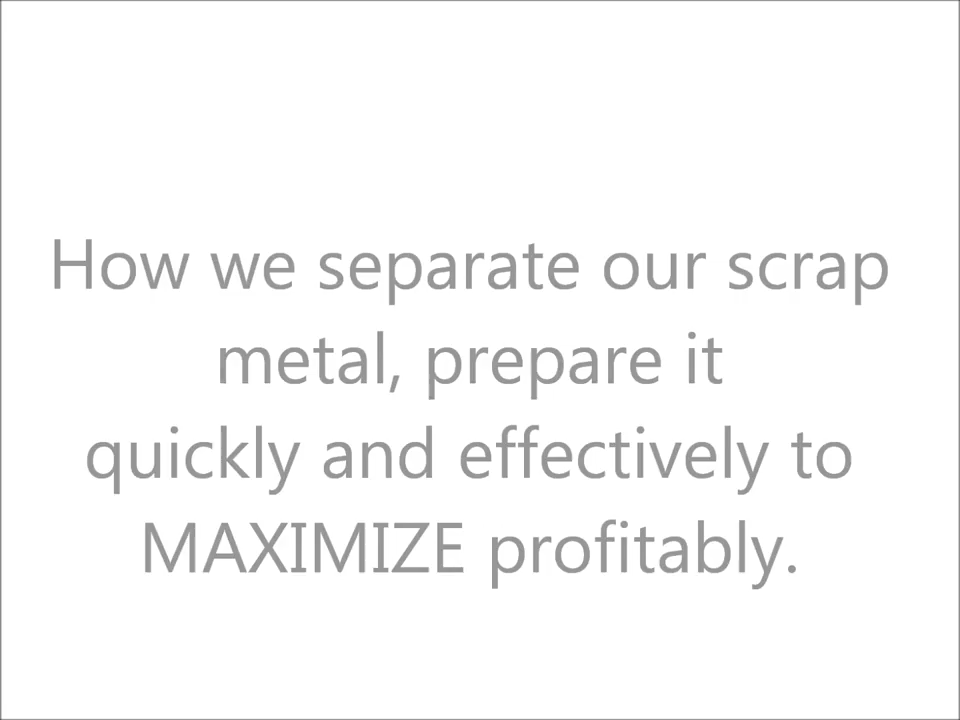 How we separate our scrap
metal, prepare it
quickly and effectively to
MAXIMIZE profitably.